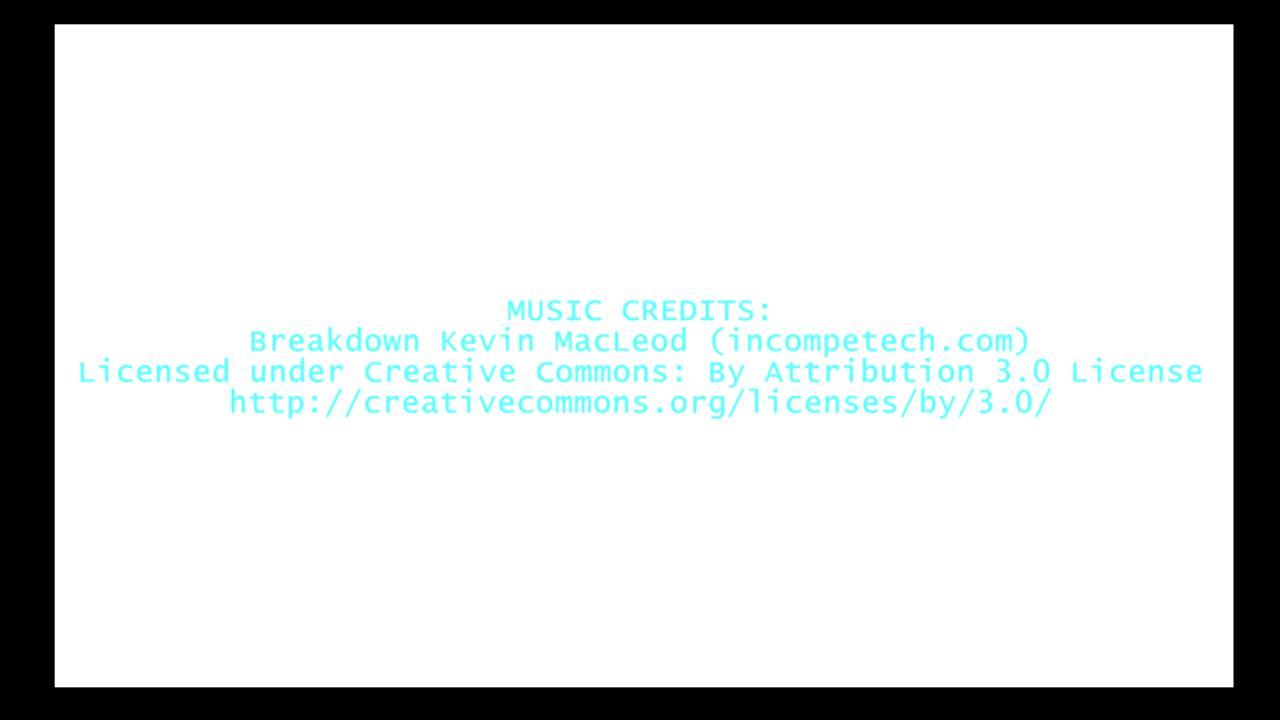 MUSIC CREDITS:
Breakdown Kevin MacLeod (incompetech.com)
Licensed under Creative Commons: By Attribution 3.0 License
http://creativecommons.org/licenses/by/3.0/